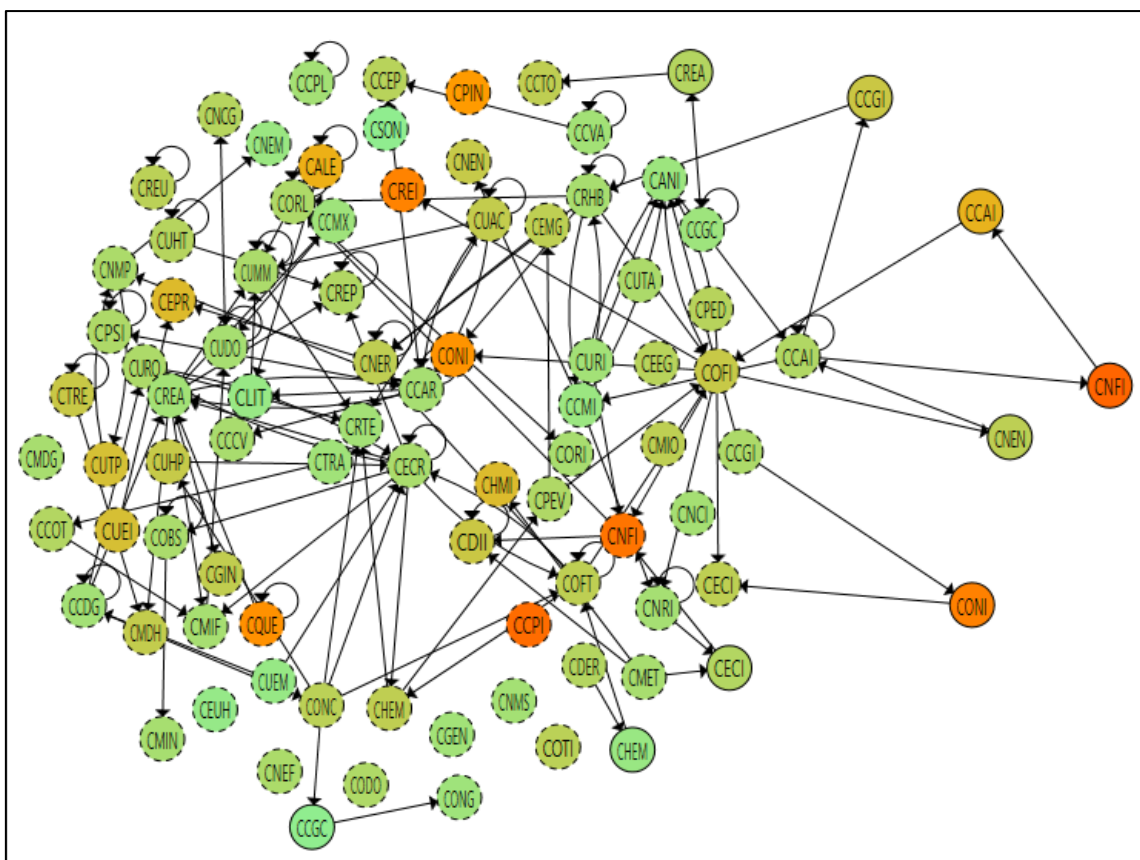 CREA
CCEP
CCTO
CCPL
CPIN
CCGI
CNCG
CSON
CCVA
CNEM
CALE
CNEN
CANI
CREU
CREI
CRHB
CORL
CCMX
CUAC
CEMG
CCGC
CCAI
CUHT
CNMP
CUMM
CUTA
CREP
CEPR
CPED
CPSI
CUDO
CONI
CCAI
CNER
CURI
CEEG
COFI
CURO
CCAR
CNFI
CTRE
CREA
CLIT
CCMI
CRTE
CCCV
CNEN
CMIO
CMDG
CUTP
CUHP
CTRA
CECR
CORI
CCGI
CHMI
CPEV
CNCI
CCOT
CUEI
COBS
CDII
CNFI
CGIN
COFT
CECI
CCDG
CMIF
CNRI
CONI
CMDH
CQUE
CCPI
CUEM
CDER
CMET
CECI
CEUH
CONC
CHEM
CNMS
CMIN
CGEN
COTI
CHEM
CNEF
CODO
CONG
CCGC